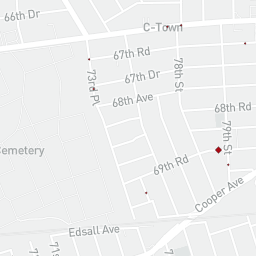 66th Dr
C-Town
67th Rd
73rd Pl
67th Dr
78th St
68th Ave
68th Rd
79th St
Cemetery
69th Rd
Cooper Ave
Edsall Ave
71st